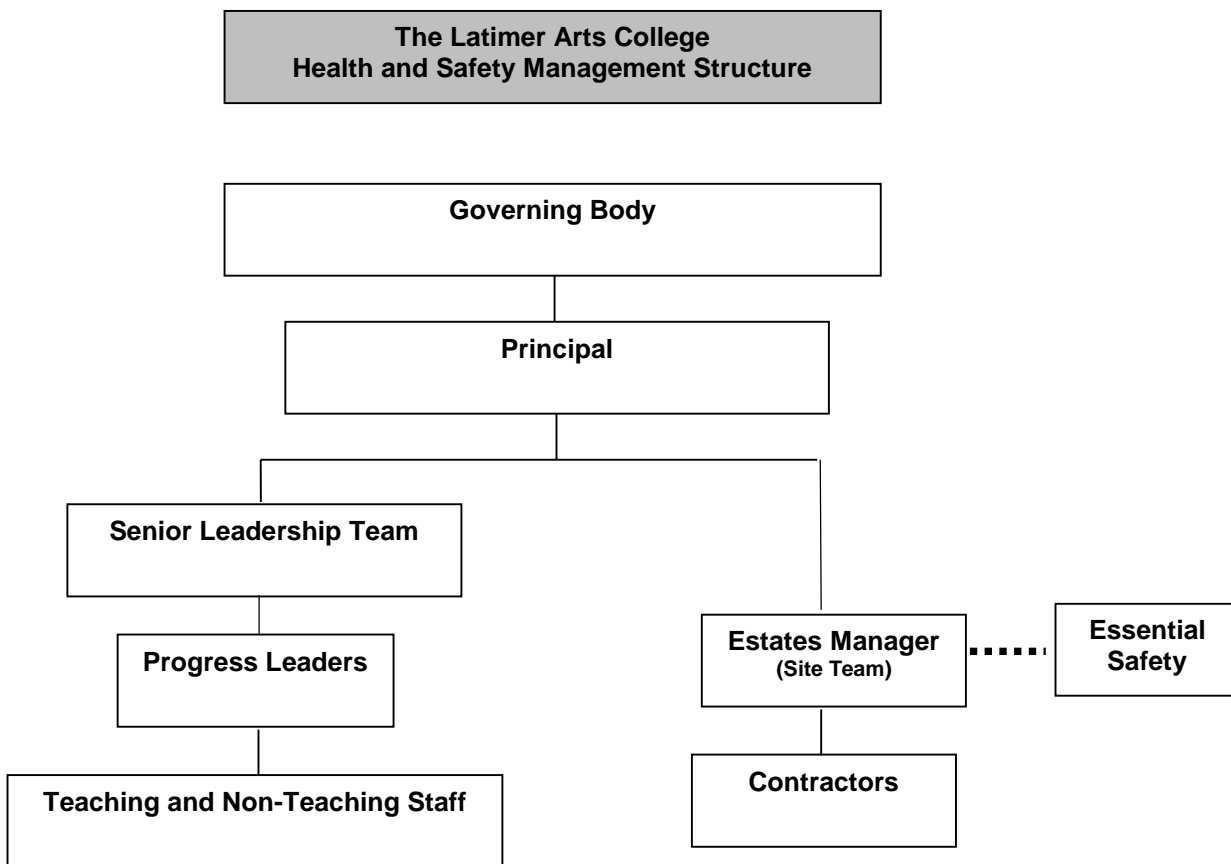 The Latimer Arts College
Health and Safety Management Structure
Governing Body
Principal
Senior Leadership Team
Progress Leaders
Teaching and Non-Teaching Staff
Estates Manager
(Site Team)
Essential
Safety
Contractors